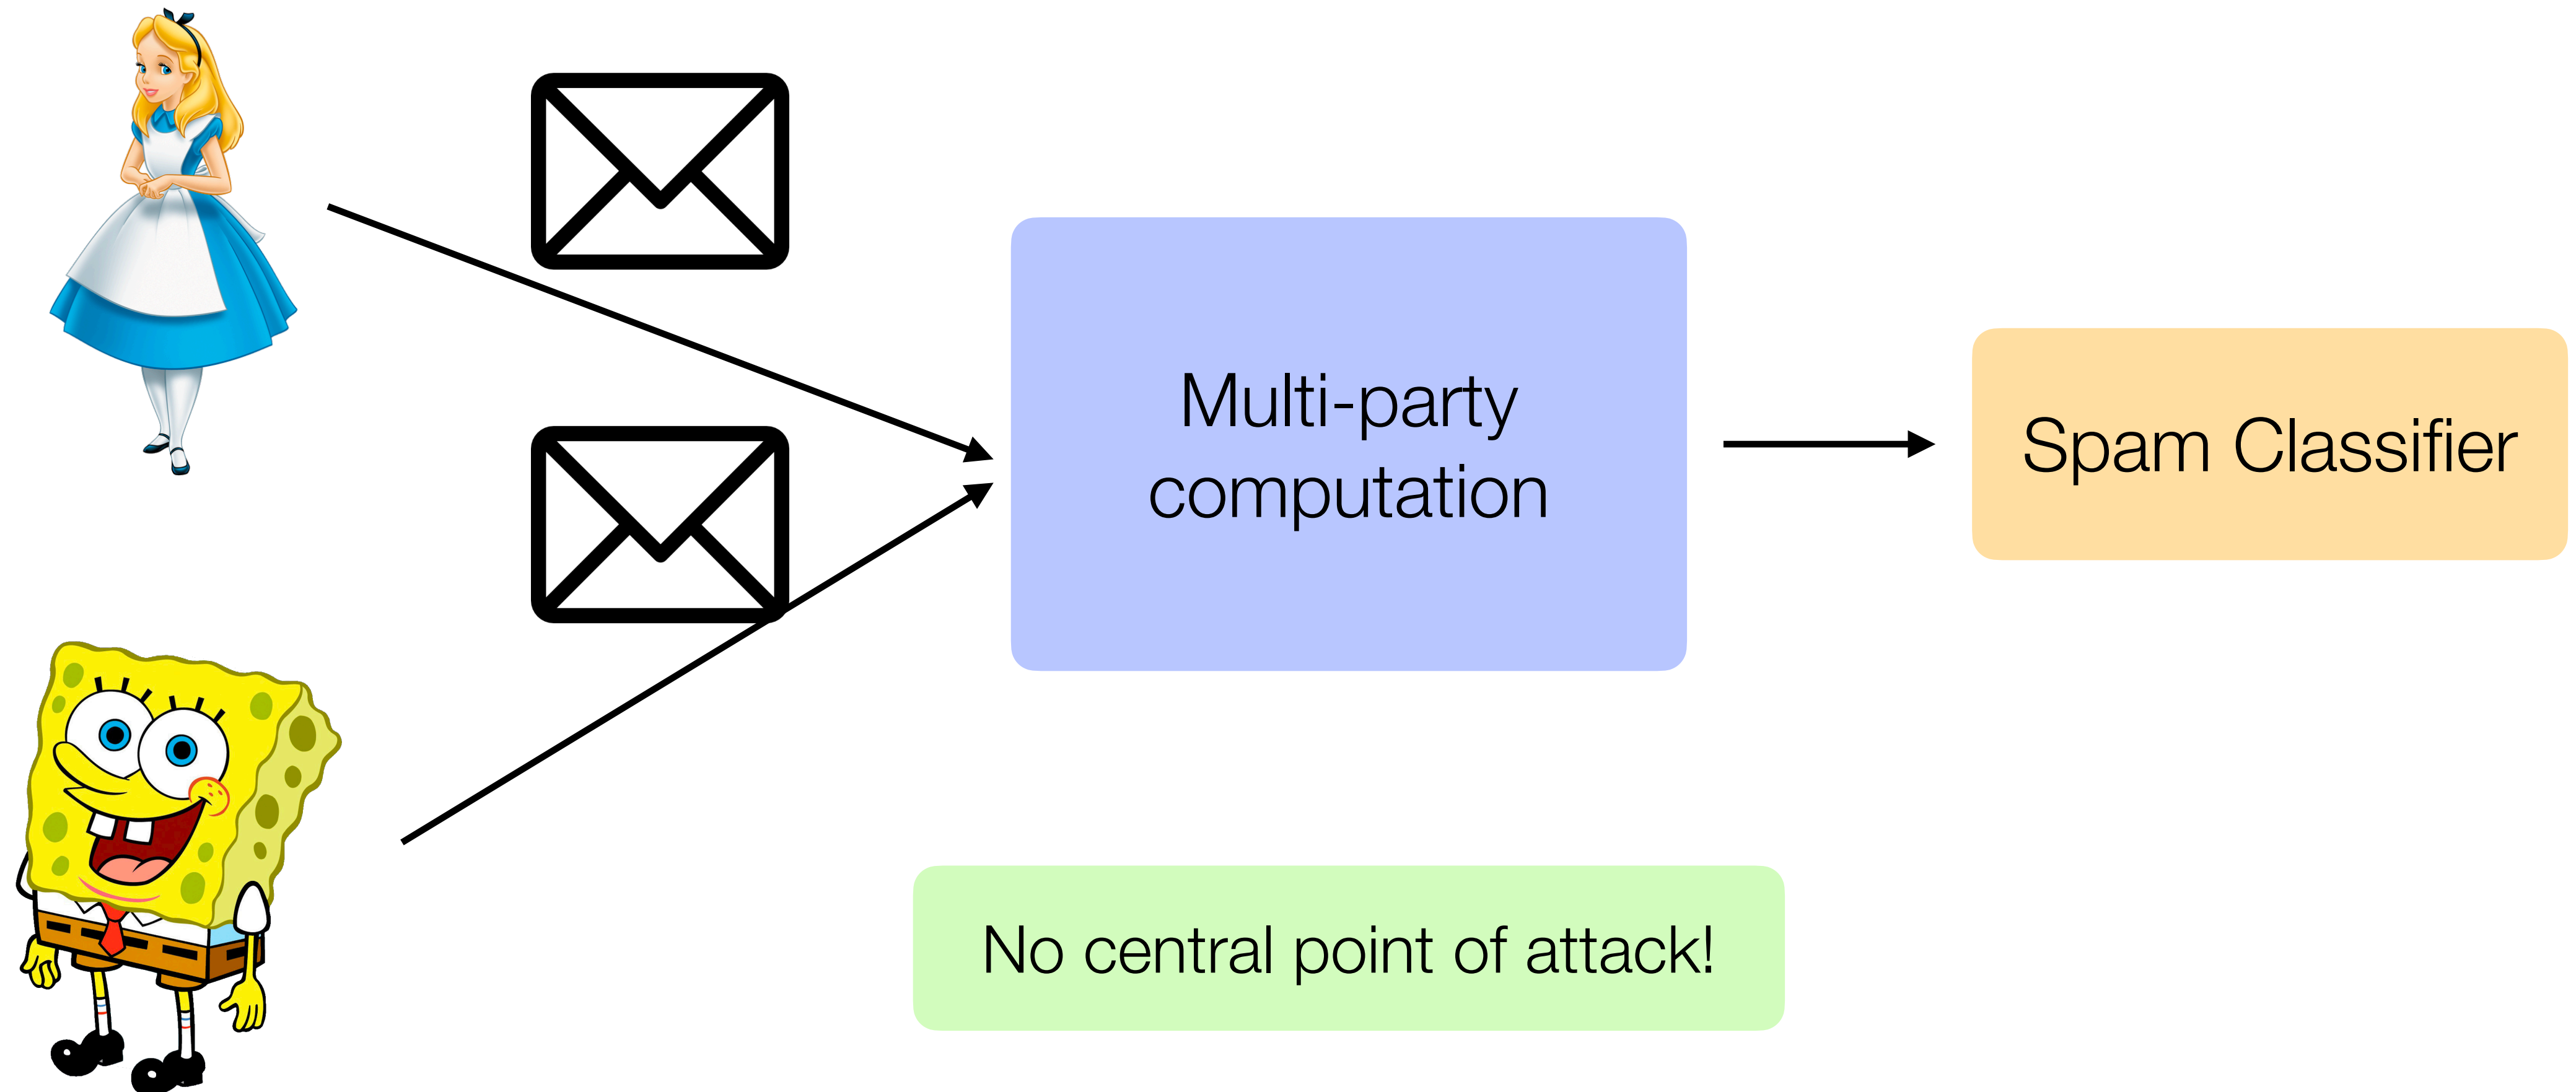 Multi-party
computation
Spam Classifier
No central point of attack!